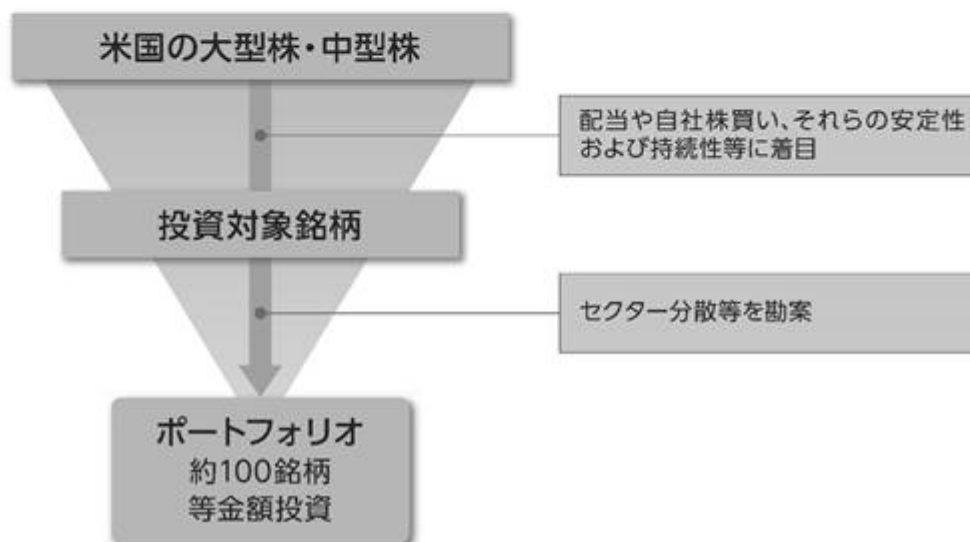 米国の大型株・中型株
配当や自社株買い、それらの安定性
および持続性等に着目
投資対象銘柄
セクター分散等を勘案
ポートフォリオ
約100銘柄
等金額投資